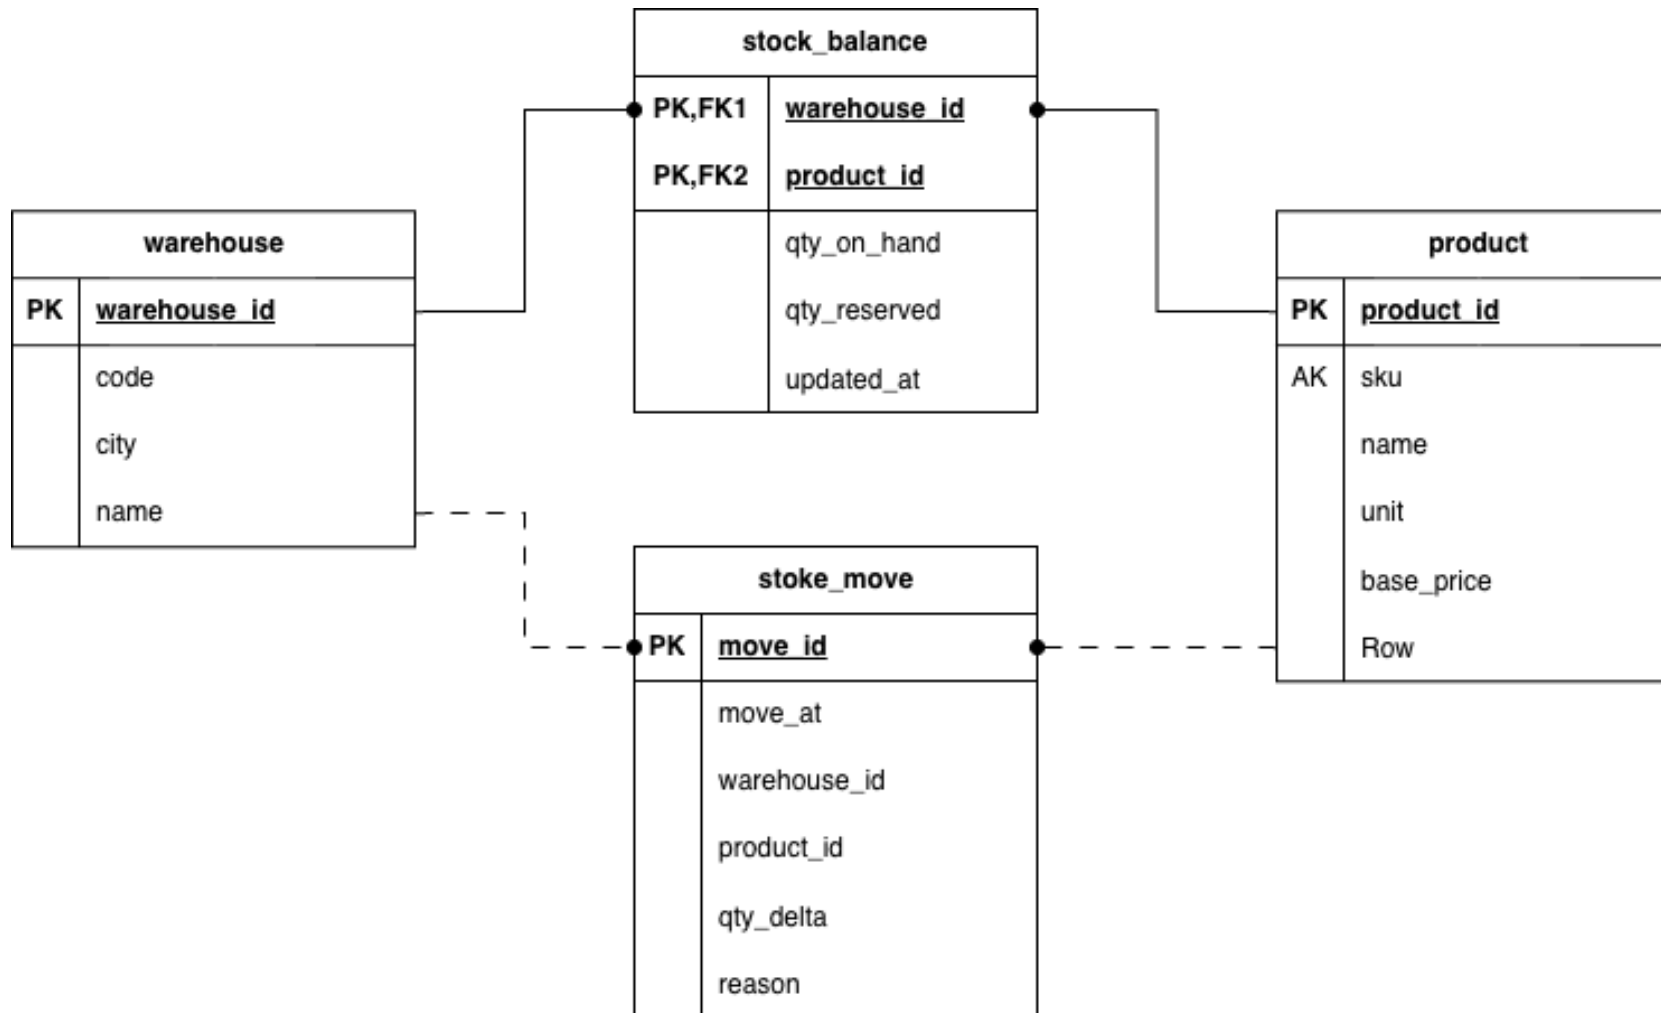 stock_balance
PK,FK1 warehouse_id
PK,FK2 product_id
qty_on_hand
qty_reserved
updated_at
warehouse
PK warehouse_id
code
city
name
product
PK product_id
AK sku
name
unit
base_price
Row
stoke_move
PK move_id
move_at
warehouse_id
product_id
qty_delta
reason